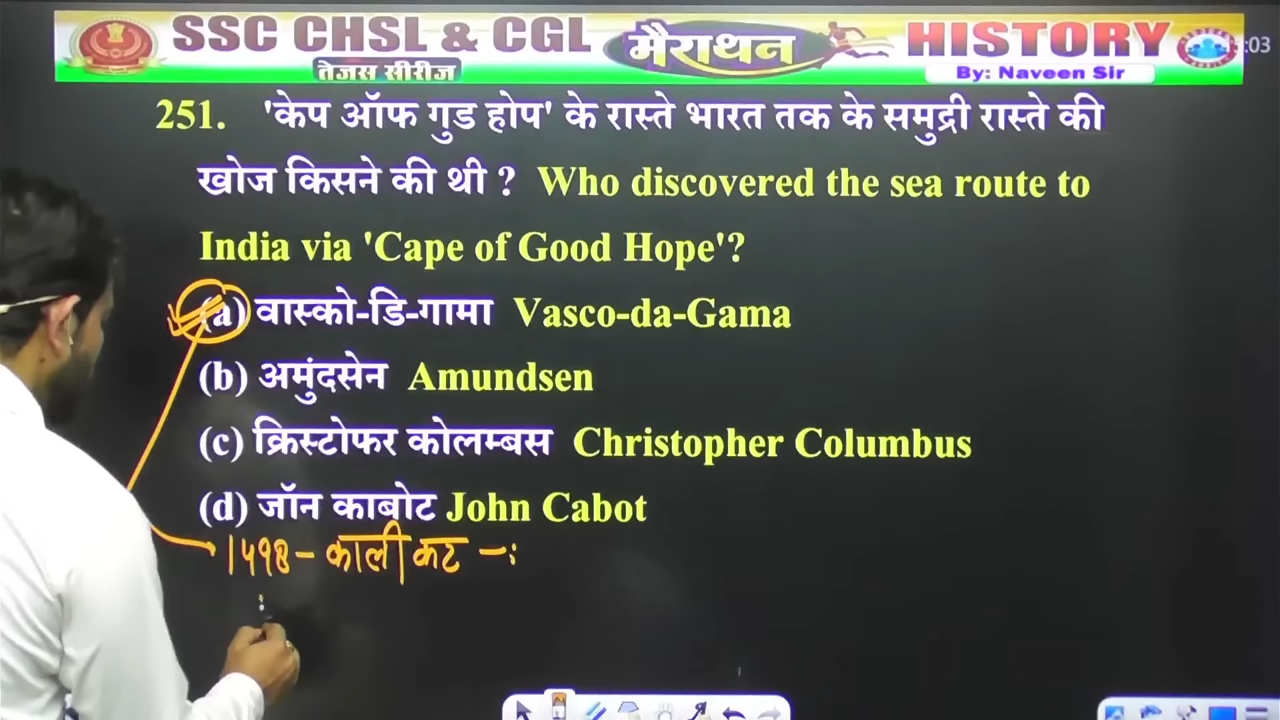 SSC CHSL & CGL मैराथन HISTORY
तेजस सीरीज By: Naveen Sir
251. 'केप ऑफ गुड होप' के रास्ते भारत तक के समुद्री रास्ते की
खोज किसने की थी ? Who discovered the sea route to
India via 'Cape of Good Hope'?
(a) वास्को-डि-गामा Vasco-da-Gama
(b) अमुंदसेन Amundsen
(c) क्रिस्टोफर कोलम्बस Christopher Columbus
(d) जॉन काबोट John Cabot
1498 - कालीकट -: